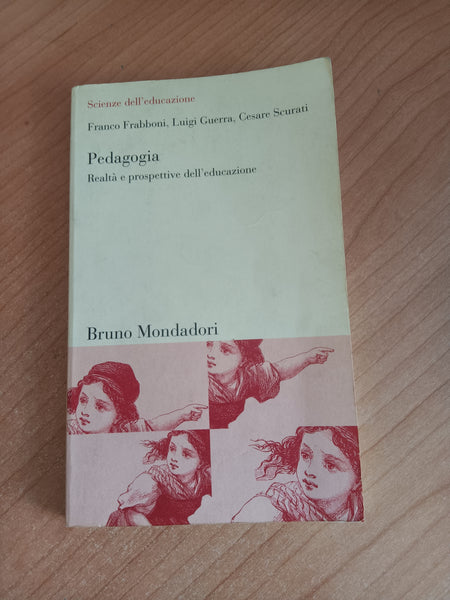 Scienze dell'educazione
Franco Frabboni, Luigi Guerra, Cesare Scurati
Pedagogia
Realtà e prospettive dell'educazione
Bruno Mondadori